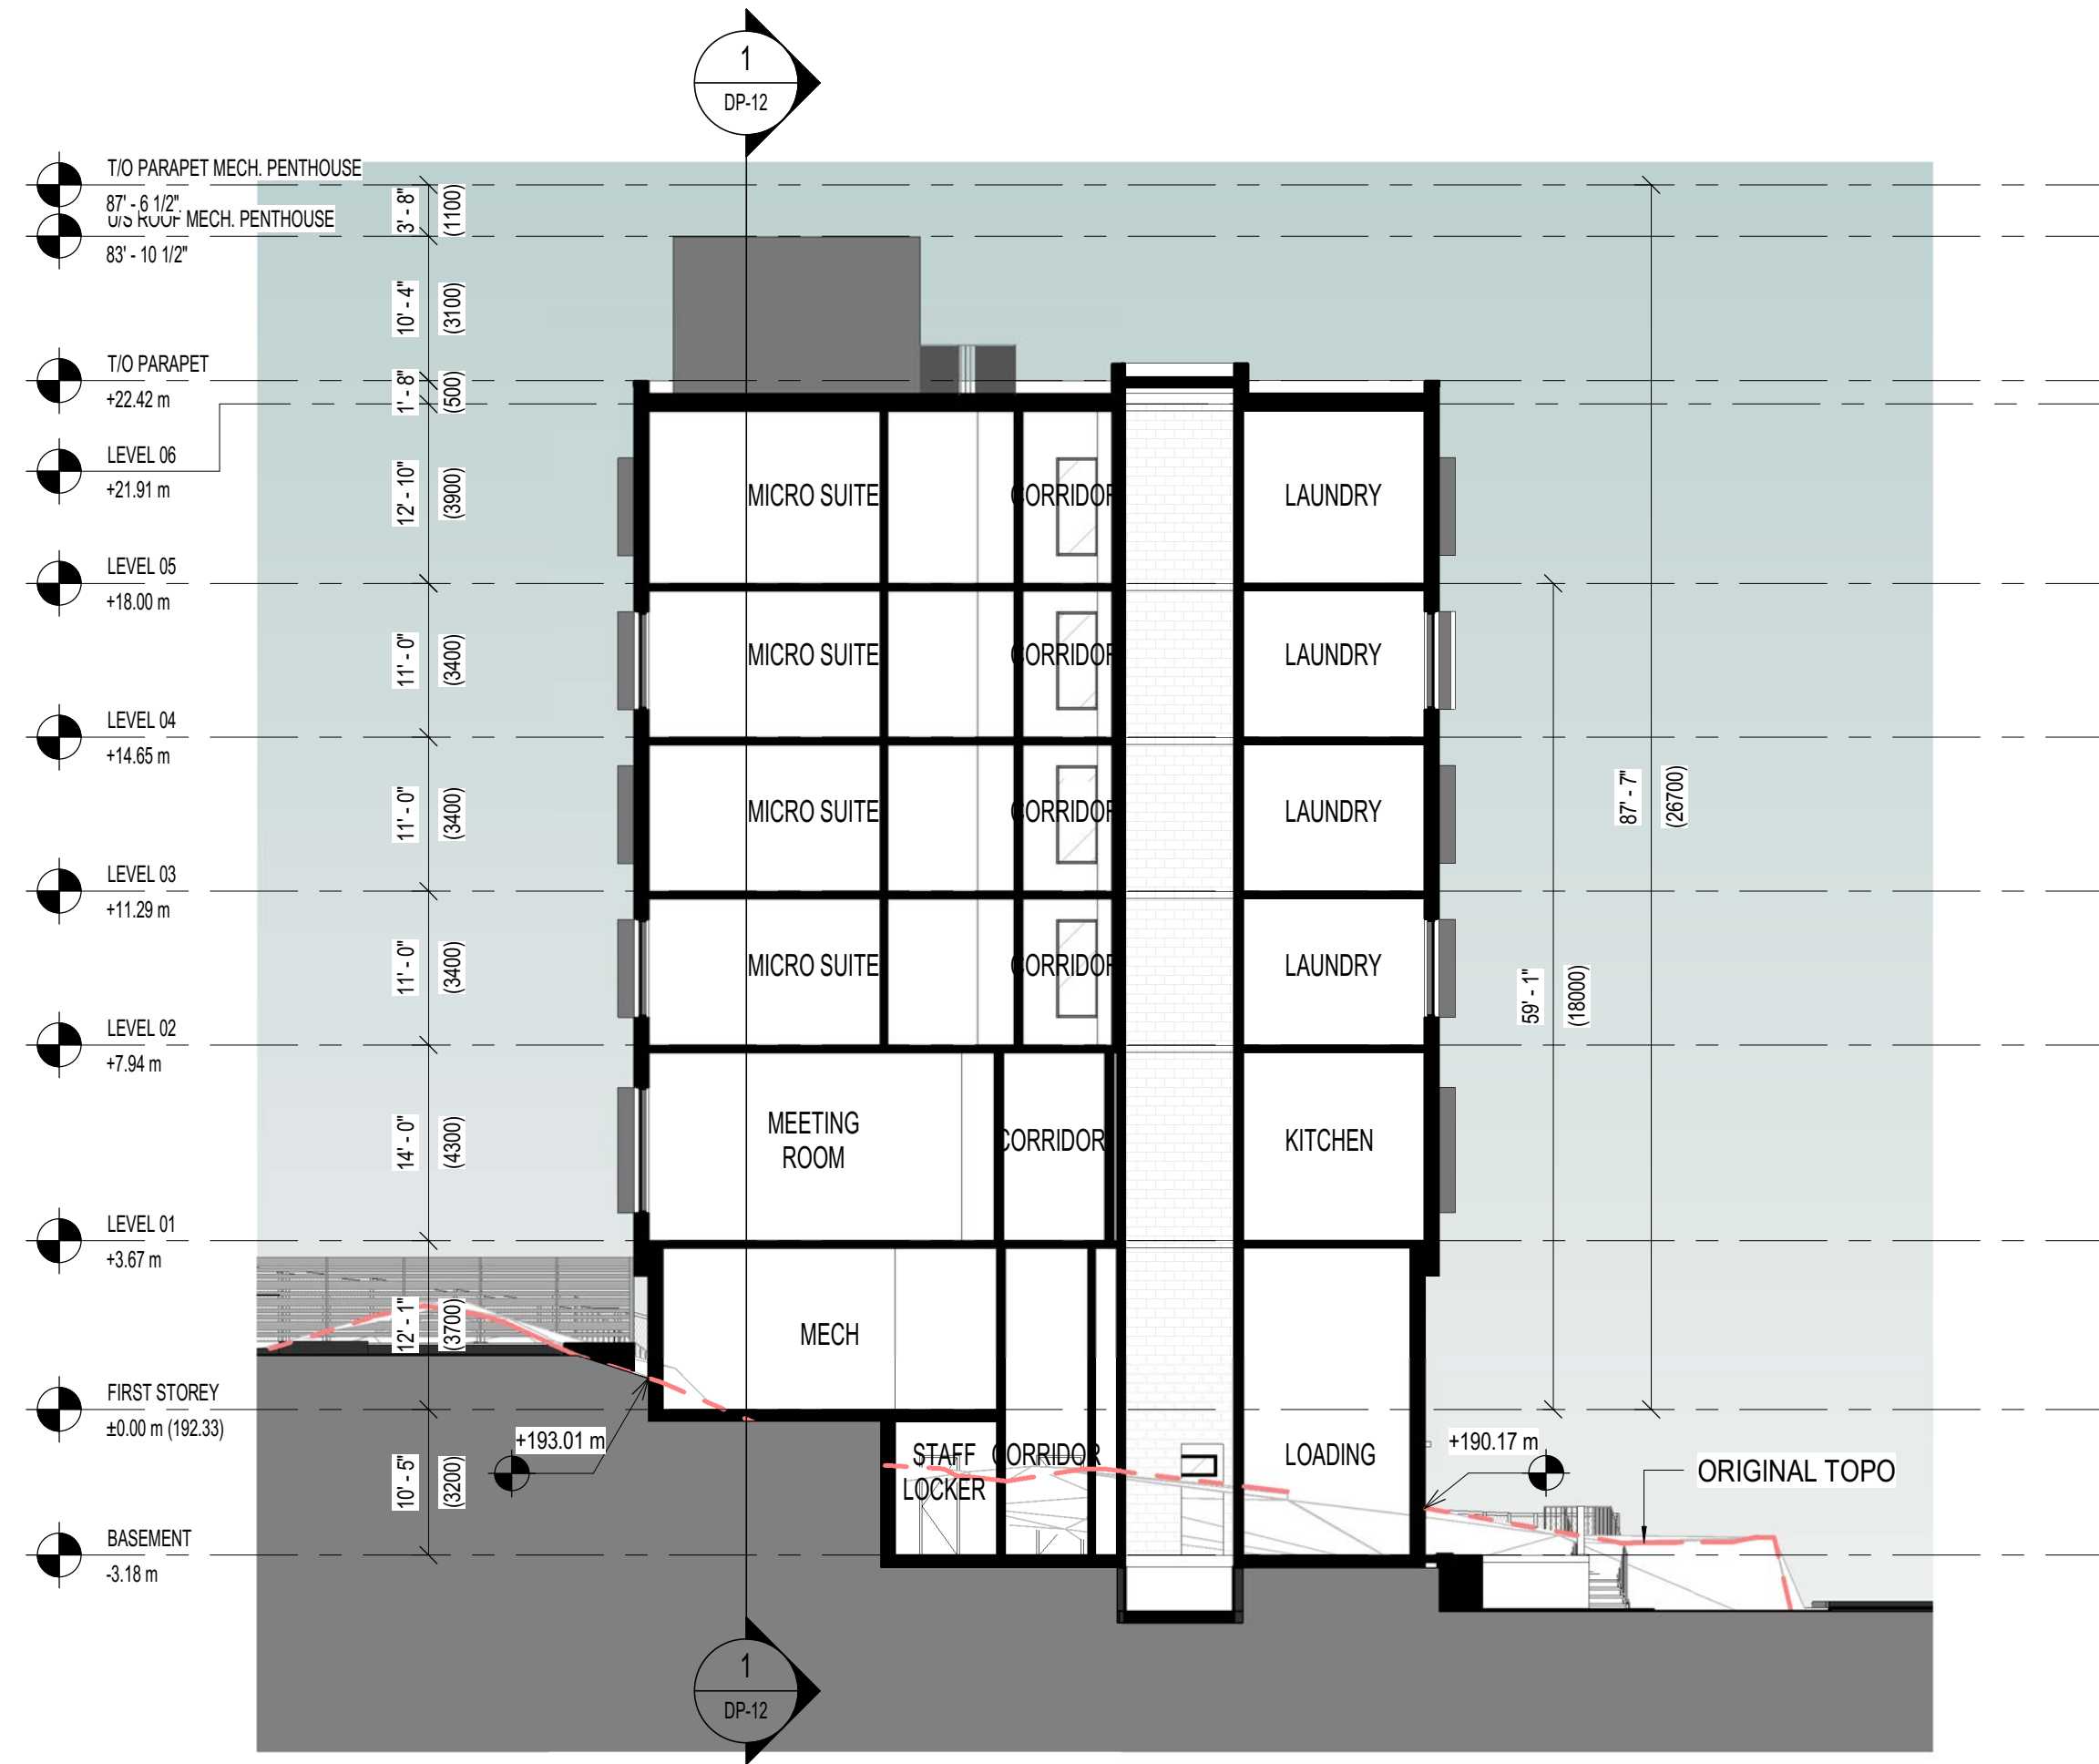 1
DP-12
T/O PARAPET MECH. PENTHOUSE
87' - 6 1/2"
U/S ROOF MECH. PENTHOUSE
83' - 10 1/2"
3' - 8"
(1100)
10' - 4"
(3100)
T/O PARAPET
+22.42 m
1' - 8"
(500)
LEVEL 06
+21.91 m
12' - 10"
(3900)
MICRO SUITE
CORRIDOR
LAUNDRY
LEVEL 05
+18.00 m
11' - 0"
(3400)
MICRO SUITE
CORRIDOR
LAUNDRY
LEVEL 04
+14.65 m
11' - 0"
(3400)
MICRO SUITE
CORRIDOR
LAUNDRY
87' - 7"
(26700)
LEVEL 03
+11.29 m
11' - 0"
(3400)
MICRO SUITE
CORRIDOR
LAUNDRY
59' - 1"
(18000)
LEVEL 02
+7.94 m
14' - 0"
(4300)
MEETING
ROOM
CORRIDOR
KITCHEN
LEVEL 01
+3.67 m
12' - 1"
(3700)
MECH
FIRST STOREY
±0.00 m (192.33)
10' - 5"
(3200)
+193.01 m
STAFF
LOCKER
CORRIDOR
LOADING
+190.17 m
ORIGINAL TOPO
BASEMENT
-3.18 m
1
DP-12